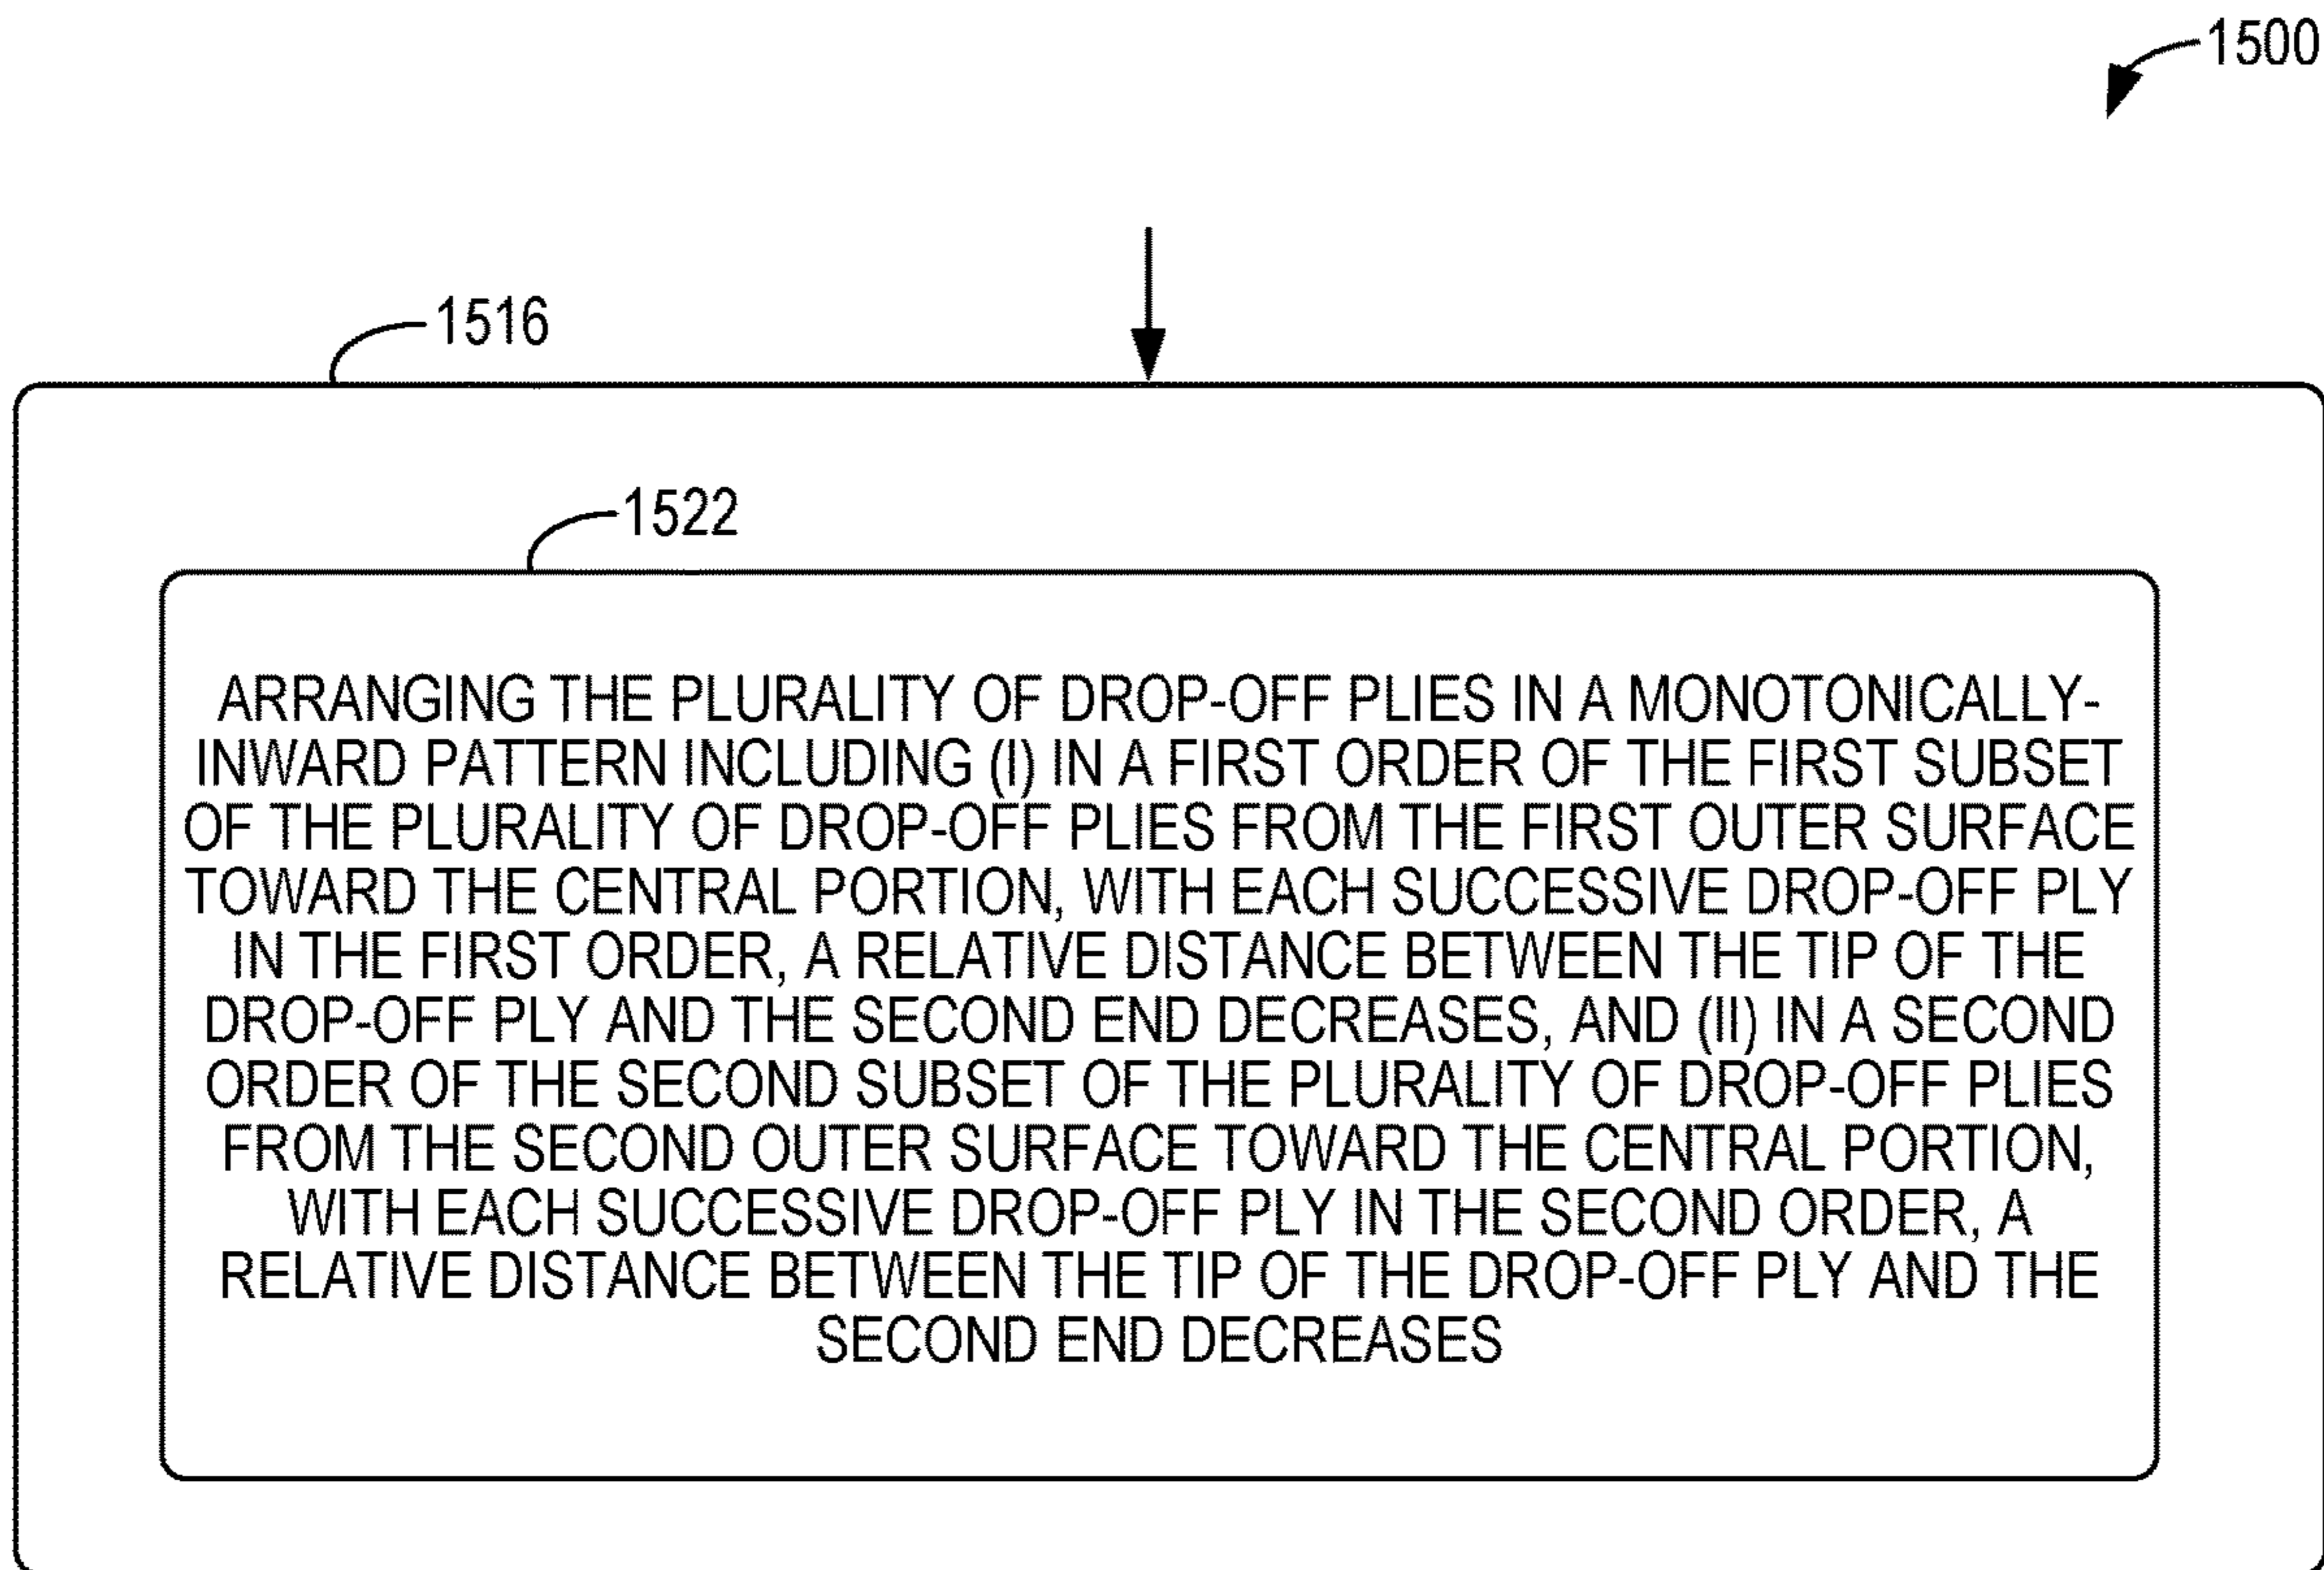 1500
1516
1522
ARRANGING THE PLURALITY OF DROP-OFF PLIES IN A MONOTONICALLY-
INWARD PATTERN INCLUDING (I) IN A FIRST ORDER OF THE FIRST SUBSET
OF THE PLURALITY OF DROP-OFF PLIES FROM THE FIRST OUTER SURFACE
TOWARD THE CENTRAL PORTION, WITH EACH SUCCESSIVE DROP-OFF PLY
IN THE FIRST ORDER, A RELATIVE DISTANCE BETWEEN THE TIP OF THE
DROP-OFF PLY AND THE SECOND END DECREASES, AND (II) IN A SECOND
ORDER OF THE SECOND SUBSET OF THE PLURALITY OF DROP-OFF PLIES
FROM THE SECOND OUTER SURFACE TOWARD THE CENTRAL PORTION,
WITH EACH SUCCESSIVE DROP-OFF PLY IN THE SECOND ORDER, A
RELATIVE DISTANCE BETWEEN THE TIP OF THE DROP-OFF PLY AND THE
SECOND END DECREASES